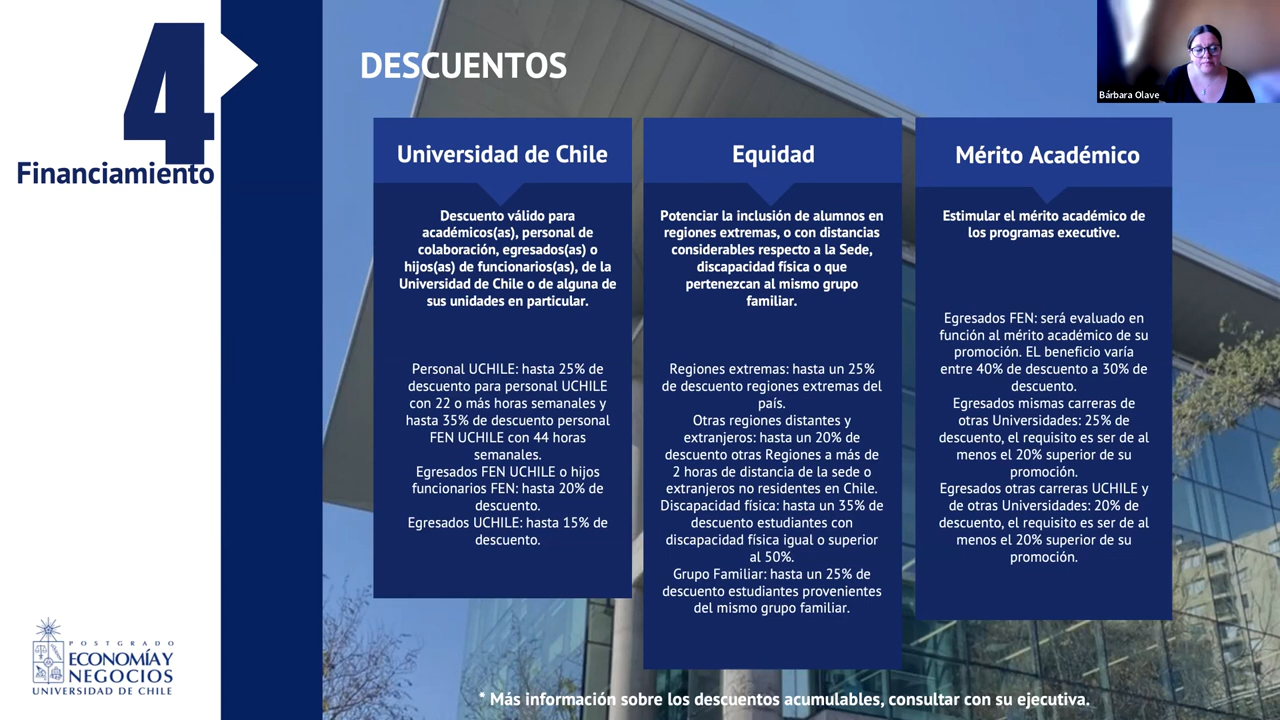 4
Financiamiento
DESCUENTOS
Bárbara Olave
Universidad de Chile
Descuento válido para
académicos(as), personal de
colaboración, egresados(as) o
hijos(as) de funcionarios(as), de la
Universidad de Chile o de alguna de
sus unidades en particular.
Personal UCHILE: hasta 25% de
descuento para personal UCHILE
con 22 o más horas semanales y
hasta 35% de descuento personal
FEN UCHILE con 44 horas
semanales.
Egresados FEN UCHILE o hijos
funcionarios FEN: hasta 20% de
descuento.
Egresados UCHILE: hasta 15% de
descuento.
Equidad
Potenciar la inclusión de alumnos en
regiones extremas, o con distancias
considerables respecto a la Sede,
discapacidad física o que
pertenezcan al mismo grupo
familiar.
Regiones extremas: hasta un 25%
de descuento regiones extremas del
país.
Otras regiones distantes y
extranjeros: hasta un 20% de
descuento otras Regiones a más de
2 horas de distancia de la sede o
extranjeros no residentes en Chile.
Discapacidad física: hasta un 35% de
descuento estudiantes con
discapacidad física igual o superior
al 50%.
Grupo Familiar: hasta un 25% de
descuento estudiantes provenientes
del mismo grupo familiar.
Mérito Académico
Estimular el mérito académico de
los programas executive.
Egresados FEN: será evaluado en
función al mérito académico de su
promoción. EL beneficio varía
entre 40% de descuento a 30% de
descuento.
Egresados mismas carreras de
otras Universidades: 25% de
descuento, el requisito es ser de al
menos el 20% superior de su
promoción.
Egresados otras carreras UCHILE y
de otras Universidades: 20% de
descuento, el requisito es ser de al
menos el 20% superior de su
promoción.
POSTGRADO
ECONOMÍA Y
NEGOCIOS
UNIVERSIDAD DE CHILE
* Más información sobre los descuentos acumulables, consultar con su ejecutiva.